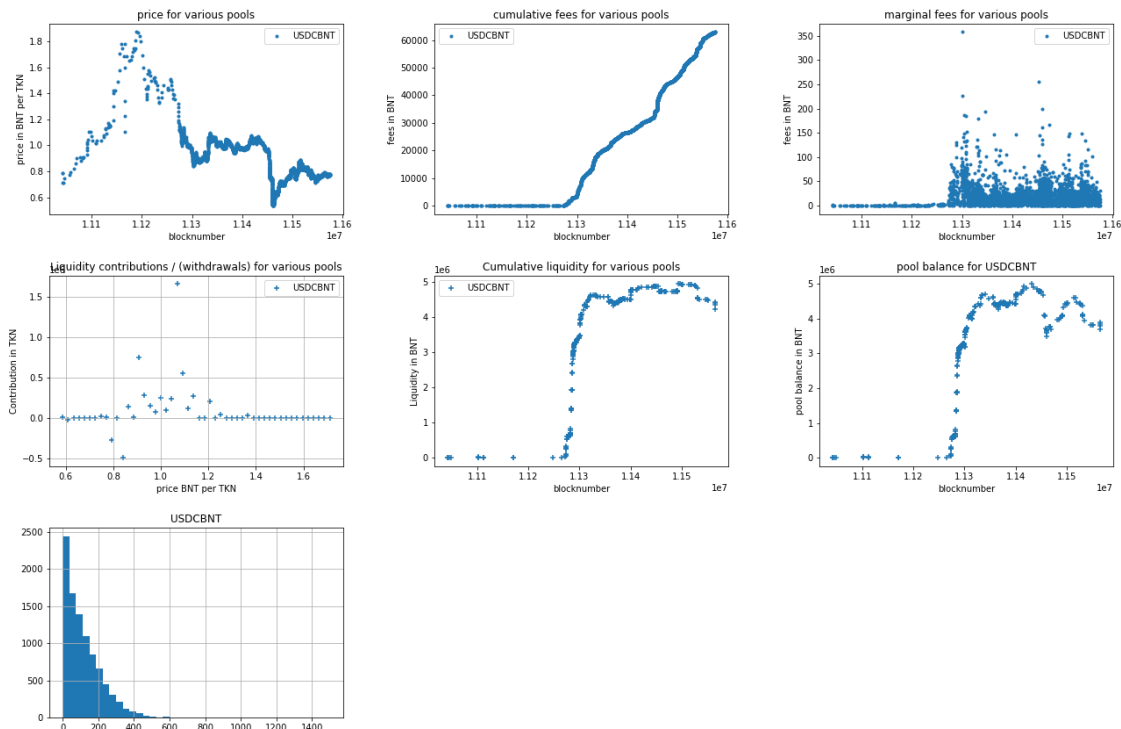 price for various pools
USDCBNT
price in BNT per TKN
1.8
1.6
1.4
1.2
1.0
0.8
0.6
1.11
1.12
1.13
1.14
1.15
1.16
blocknumber
1e7
cumulative fees for various pools
USDCBNT
fees in BNT
60000
50000
40000
30000
20000
10000
0
1.11
1.12
1.13
1.14
1.15
1.16
blocknumber
1e7
marginal fees for various pools
USDCBNT
fees in BNT
350
300
250
200
150
100
50
0
1.11
1.12
1.13
1.14
1.15
1.16
blocknumber
1e7
Liquidity contributions / (withdrawals) for various pools
USDCBNT
Contribution in TKN
1.5
1.0
0.5
0.0
−0.5
0.6
0.8
1.0
1.2
1.4
1.6
price BNT per TKN
Cumulative liquidity for various pools
1e6
USDCBNT
Liquidity in BNT
5
4
3
2
1
0
1.11
1.12
1.13
1.14
1.15
blocknumber
1e7
pool balance for USDCBNT
1e6
pool balance in BNT
5
4
3
2
1
0
1.11
1.12
1.13
1.14
1.15
blocknumber
1e7
USDCBNT
2500
2000
1500
1000
500
0
0
200
400
600
800
1000
1200
1400